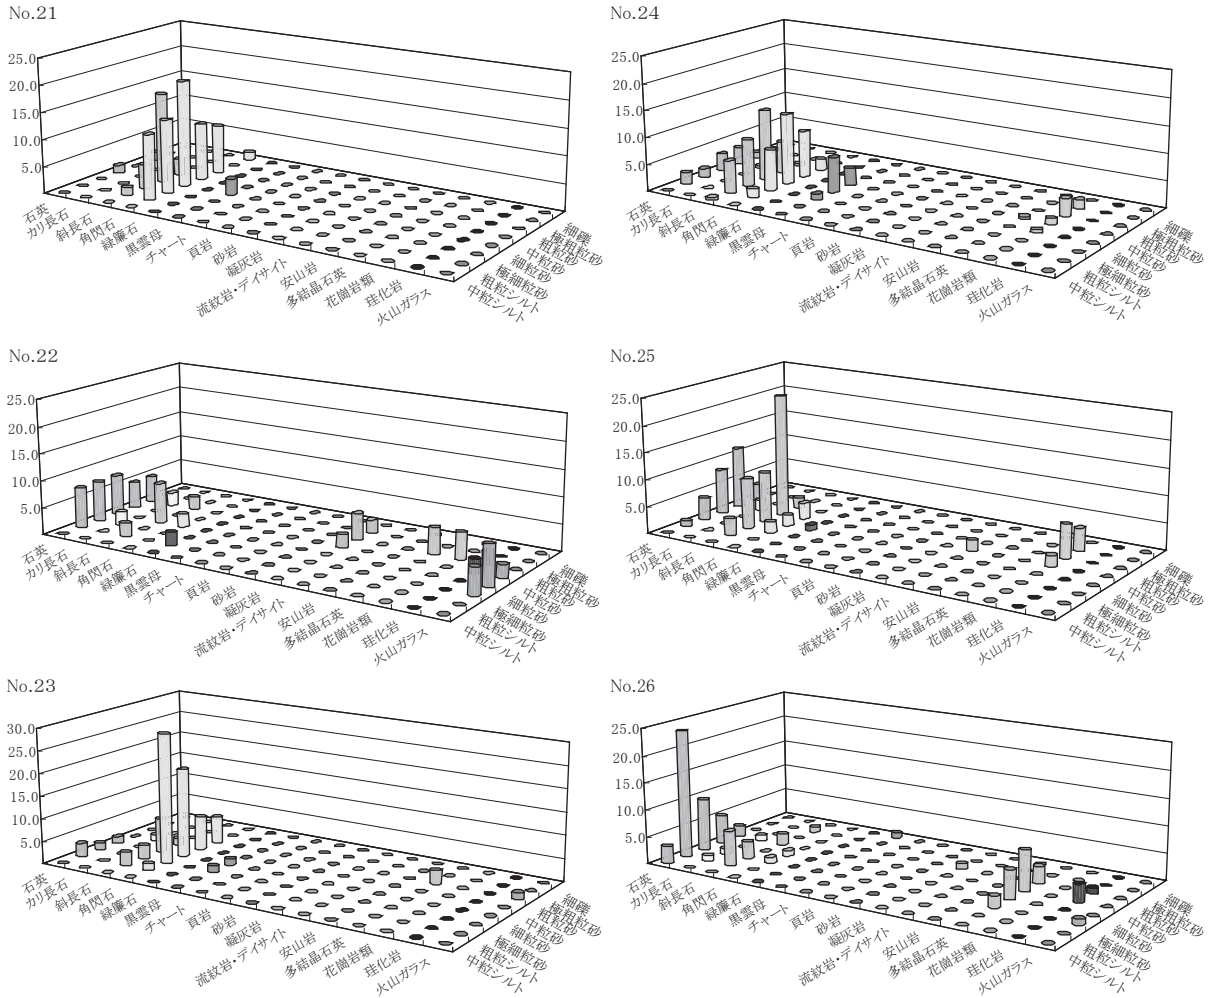 No.21
25.0
20.0
15.0
10.0
5.0
石英
カリ長石
斜長石
角閃石
緑簾石
黒雲母
チャート
頁岩
砂岩
凝灰岩
流紋岩・デイサイト
安山岩
多結晶石英
花崗岩類
珪化岩
火山ガラス
細礫
極粗粒砂
粗粒砂
中粒砂
細粒砂
極細粒砂
粗粒シルト
中粒シルト
No.24
25.0
20.0
15.0
10.0
5.0
石英
カリ長石
斜長石
角閃石
緑簾石
黒雲母
チャート
頁岩
砂岩
凝灰岩
流紋岩・デイサイト
安山岩
多結晶石英
花崗岩類
珪化岩
火山ガラス
細礫
極粗粒砂
粗粒砂
中粒砂
細粒砂
極細粒砂
粗粒シルト
中粒シルト
No.22
25.0
20.0
15.0
10.0
5.0
石英
カリ長石
斜長石
角閃石
緑簾石
黒雲母
チャート
頁岩
砂岩
凝灰岩
流紋岩・デイサイト
安山岩
多結晶石英
花崗岩類
珪化岩
火山ガラス
細礫
極粗粒砂
粗粒砂
中粒砂
細粒砂
極細粒砂
粗粒シルト
中粒シルト
No.25
25.0
20.0
15.0
10.0
5.0
石英
カリ長石
斜長石
角閃石
緑簾石
黒雲母
チャート
頁岩
砂岩
凝灰岩
流紋岩・デイサイト
安山岩
多結晶石英
花崗岩類
珪化岩
火山ガラス
細礫
極粗粒砂
粗粒砂
中粒砂
細粒砂
極細粒砂
粗粒シルト
中粒シルト
No.23
30.0
25.0
20.0
15.0
10.0
5.0
石英
カリ長石
斜長石
角閃石
緑簾石
黒雲母
チャート
頁岩
砂岩
凝灰岩
流紋岩・デイサイト
安山岩
多結晶石英
花崗岩類
珪化岩
火山ガラス
細礫
極粗粒砂
粗粒砂
中粒砂
細粒砂
極細粒砂
粗粒シルト
中粒シルト
No.26
25.0
20.0
15.0
10.0
5.0
石英
カリ長石
斜長石
角閃石
緑簾石
黒雲母
チャート
頁岩
砂岩
凝灰岩
流紋岩・デイサイト
安山岩
多結晶石英
花崗岩類
珪化岩
火山ガラス
細礫
極粗粒砂
粗粒砂
中粒砂
細粒砂
極細粒砂
粗粒シルト
中粒シルト